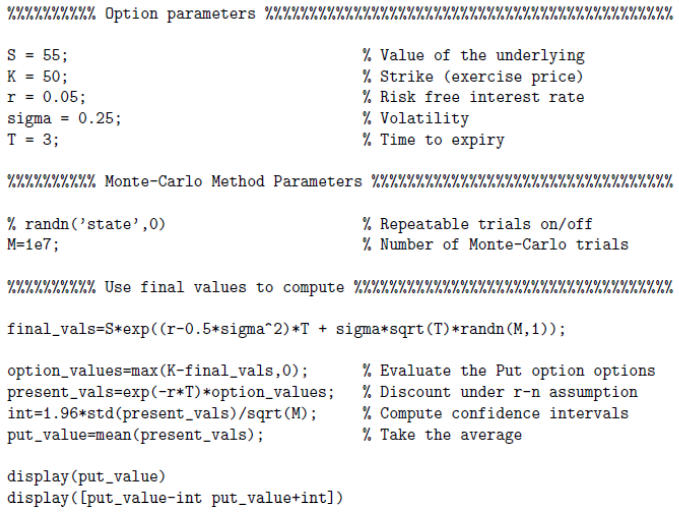 %%%%%%%%%% Option parameters %%%%%%%%%%%%%%%%%%%%%%%%%%%%%%%%%%%%%%%%%%%%%%
S = 55; % Value of the underlying
K = 50; % Strike (exercise price)
r = 0.05; % Risk free interest rate
sigma = 0.25; % Volatility
T = 3; % Time to expiry
%%%%%%%%%% Monte-Carlo Method Parameters %%%%%%%%%%%%%%%%%%%%%%%%%%%%%%%%%%
% randn(’state’,0) % Repeatable trials on/off
M=1e7; % Number of Monte-Carlo trials
%%%%%%%%%% Use final values to compute %%%%%%%%%%%%%%%%%%%%%%%%%%%%%%%%%%%%
final_vals=S*exp((r-0.5*sigma^2)*T + sigma*sqrt(T)*randn(M,1));
option_values=max(K-final_vals,0); % Evaluate the Put option options
present_vals=exp(-r*T)*option_values; % Discount under r-n assumption
int=1.96*std(present_vals)/sqrt(M); % Compute confidence intervals
put_value=mean(present_vals); % Take the average
display(put_value)
display([put_value-int put_value+int])